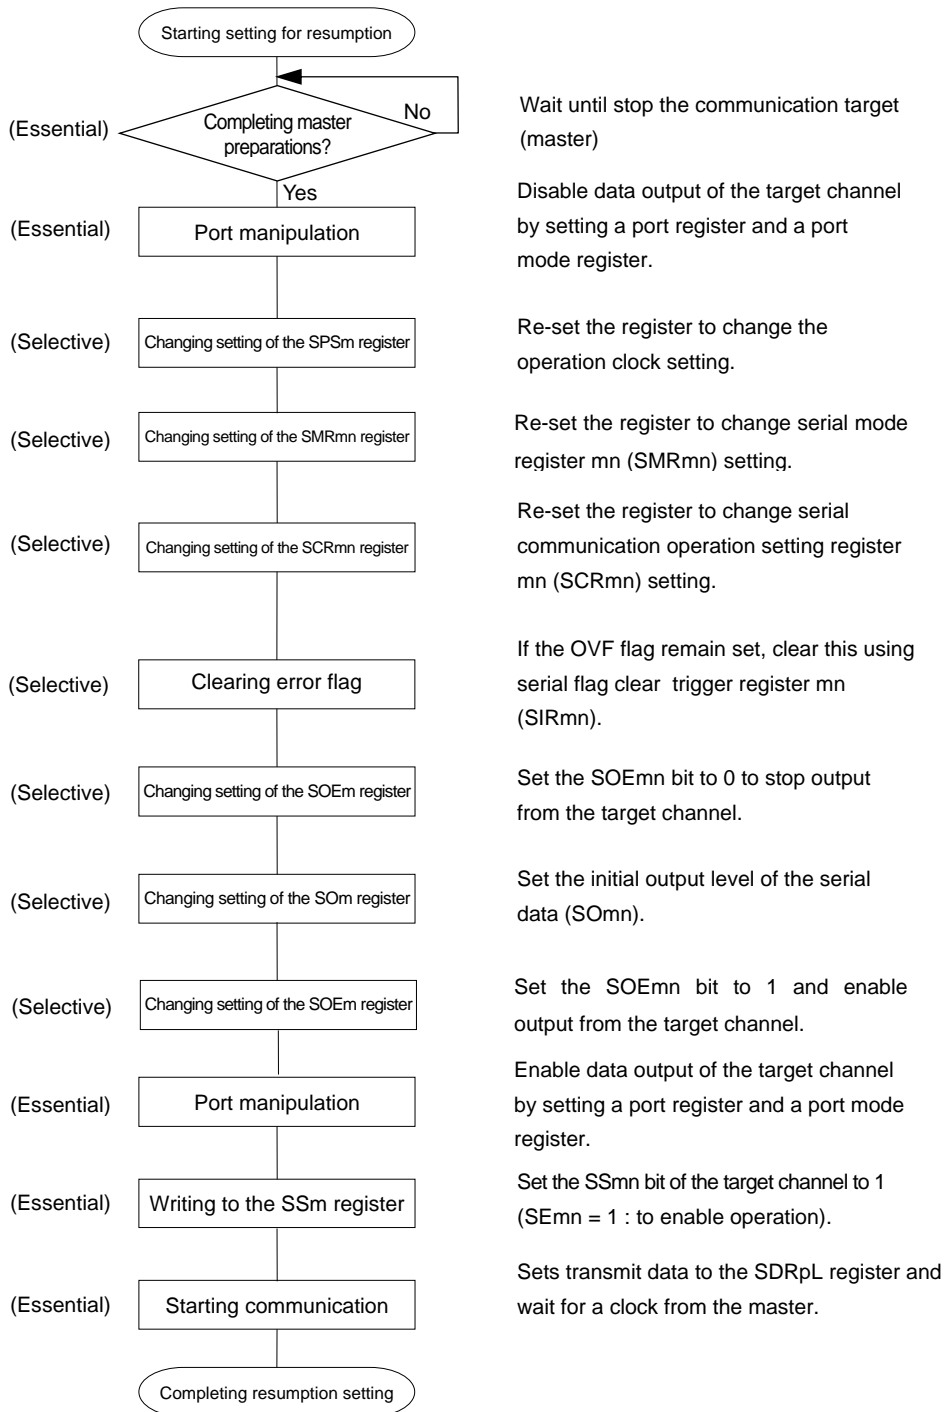 Starting setting for resumption
(Essential)
Completing master
preparations?
No
Wait until stop the communication target
(master)
Yes
(Essential)
Port manipulation
Disable data output of the target channel
by setting a port register and a port
mode register.
(Selective)
Changing setting of the SPSm register
Re-set the register to change the
operation clock setting.
(Selective)
Changing setting of the SMRmn register
Re-set the register to change serial mode
register mn (SMRmn) setting.
(Selective)
Changing setting of the SCRmn register
Re-set the register to change serial
communication operation setting register
mn (SCRmn) setting.
(Selective)
Clearing error flag
If the OVF flag remain set, clear this using
serial flag clear trigger register mn
(SIRmn).
(Selective)
Changing setting of the SOEm register
Set the SOEmn bit to 0 to stop output
from the target channel.
(Selective)
Changing setting of the SOm register
Set the initial output level of the serial
data (SOmn).
(Selective)
Changing setting of the SOEm register
Set the SOEmn bit to 1 and enable
output from the target channel.
(Essential)
Port manipulation
Enable data output of the target channel
by setting a port register and a port mode
register.
(Essential)
Writing to the SSm register
Set the SSmn bit of the target channel to 1
(SEmn = 1 : to enable operation).
(Essential)
Starting communication
Sets transmit data to the SDRpL register and
wait for a clock from the master.
Completing resumption setting